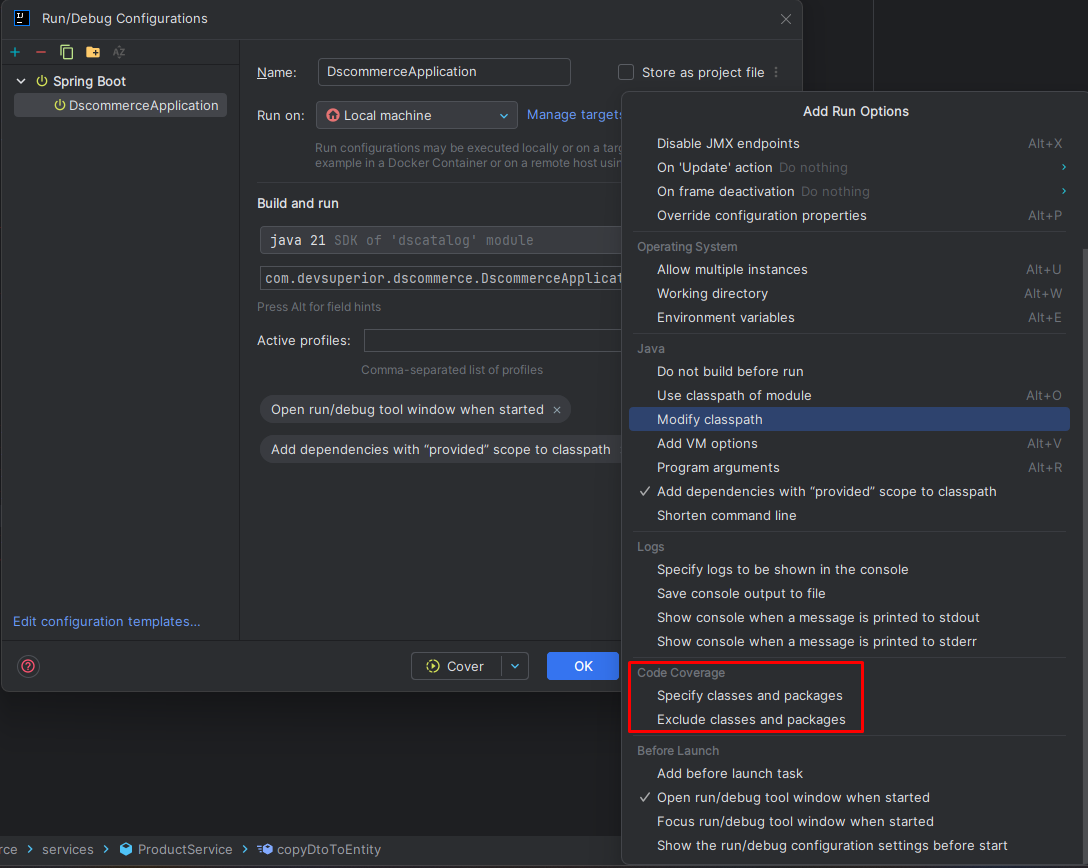 Run/Debug Configurations
Spring Boot
DscommerceApplication
Edit configuration templates...
Name: DscommerceApplication Store as project file
Run on: Local machine Manage targets
Run configurations may be executed locally or on a
example in a Docker Container or on a remote host
Build and run
java 21 SDK of 'dscatalog' module
com.devsuperior.dscommerce.DscommerceApplicat
Press Alt for field hints
Active profiles:
Comma-separated list of profiles
Open run/debug tool window when started ×
Add dependencies with “provided” scope to classpath
? Cover OK
Add Run Options
Disable JMX endpoints Alt+X
On 'Update' action Do nothing
On frame deactivation Do nothing
Override configuration properties Alt+P
Operating System
Allow multiple instances Alt+U
Working directory Alt+W
Environment variables Alt+E
Java
Do not build before run
Use classpath of module Alt+O
Modify classpath
Add VM options Alt+V
Program arguments Alt+R
Add dependencies with “provided” scope to classpath
Shorten command line
Logs
Specify logs to be shown in the console
Save console output to file
Show console when a message is printed to stdout
Show console when a message is printed to stderr
Code Coverage
Specify classes and packages
Exclude classes and packages
Before Launch
Add before launch task
Open run/debug tool window when started
Focus run/debug tool window when started
Show the run/debug configuration settings before start
rce services ProductService copyDtoToEntity